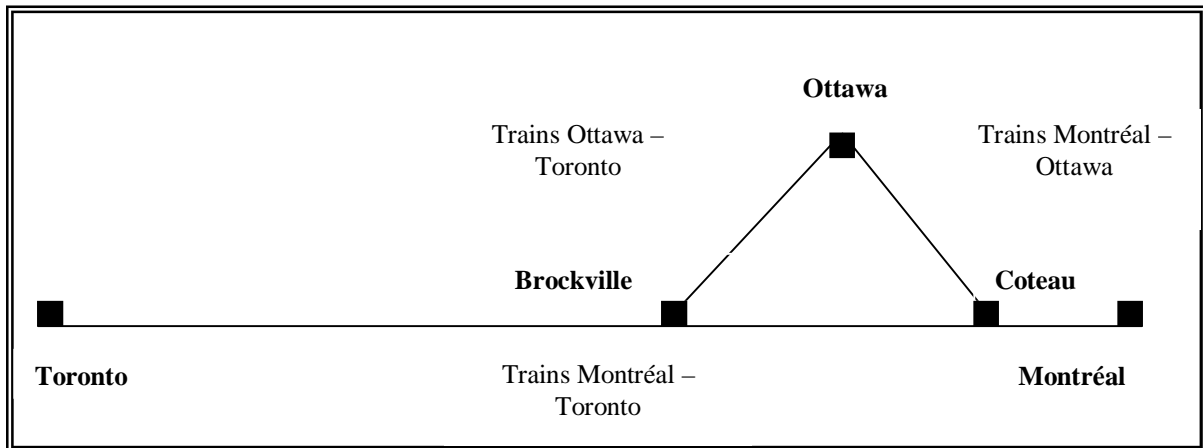 Ottawa
Trains Ottawa –
Toronto
Trains Montréal –
Ottawa
Brockville
Coteau
Toronto
Trains Montréal –
Toronto
Montréal